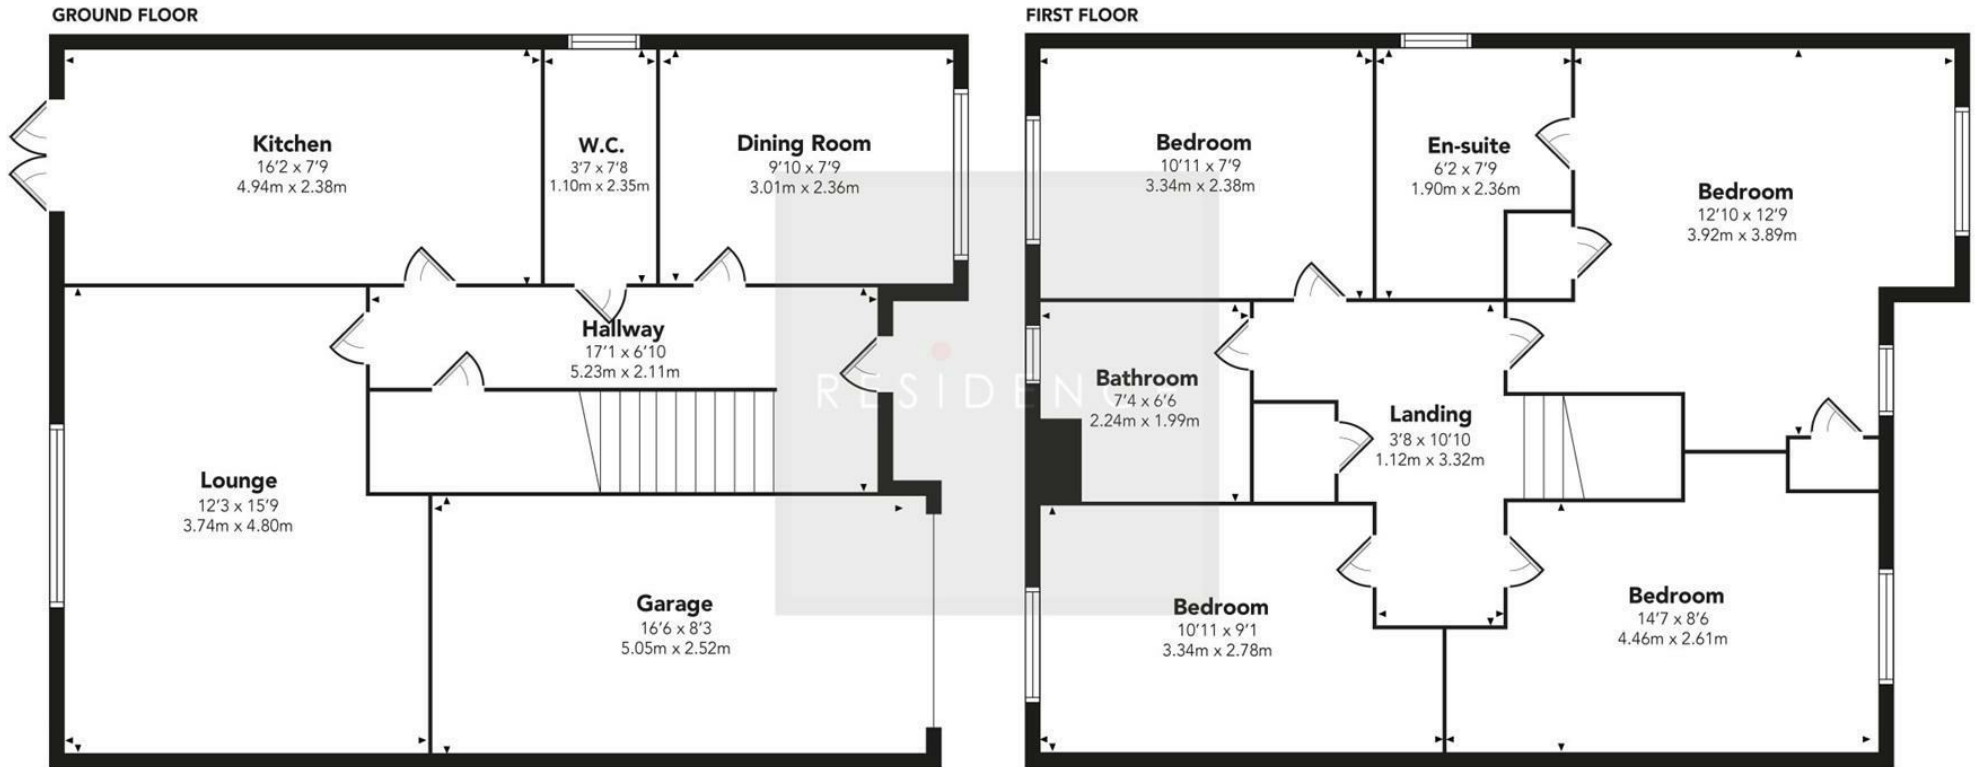 GROUND FLOOR
Kitchen
16'2 x 7'9
4.94m x 2.38m
W.C.
3'7 x 7'8
1.10m x 2.35m
Dining Room
9'10 x 7'9
3.01m x 2.36m
Hallway
17'1 x 6'10
5.23m x 2.11m
Lounge
12'3 x 15'9
3.74m x 4.80m
Garage
16'6 x 8'3
5.05m x 2.52m
FIRST FLOOR
Bedroom
10'11 x 7'9
3.34m x 2.38m
En-suite
6'2 x 7'9
1.90m x 2.36m
Bedroom
12'10 x 12'9
3.92m x 3.89m
Bathroom
7'4 x 6'6
2.24m x 1.99m
Landing
3'8 x 10'10
1.12m x 3.32m
Bedroom
10'11 x 9'1
3.34m x 2.78m
Bedroom
14'7 x 8'6
4.46m x 2.61m